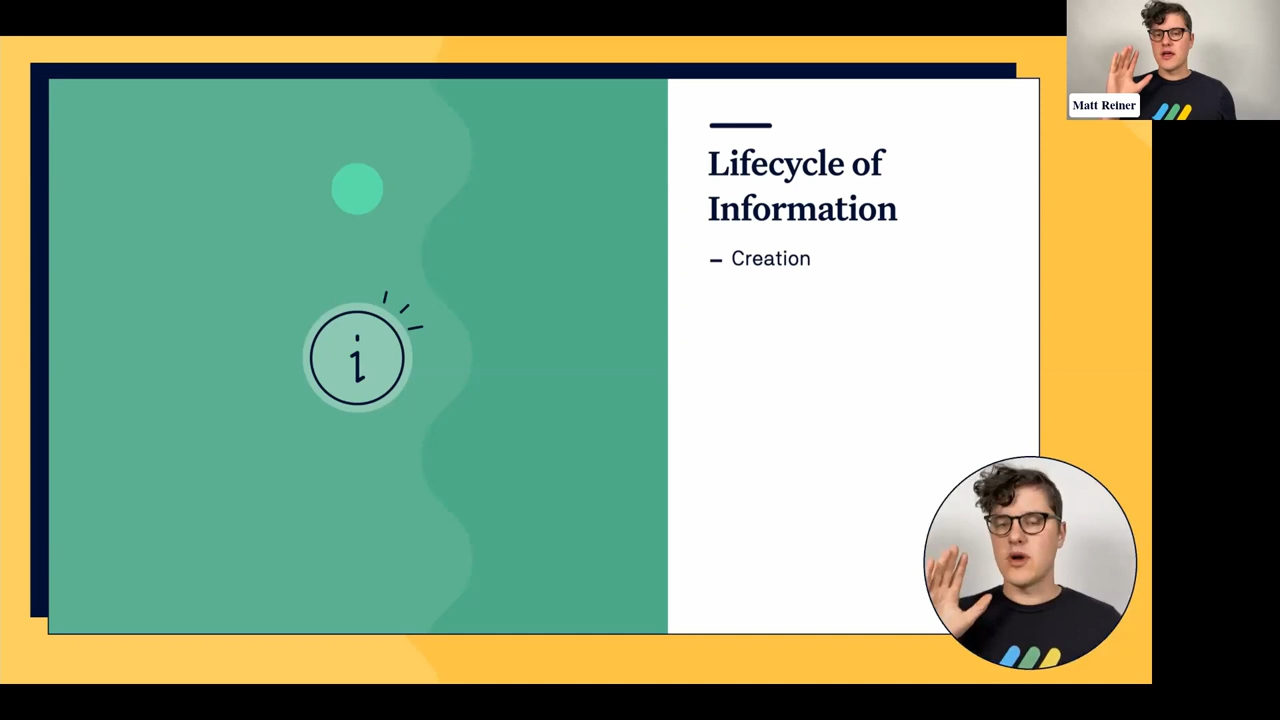 Matt Reiner
Lifecycle of
Information
– Creation
i